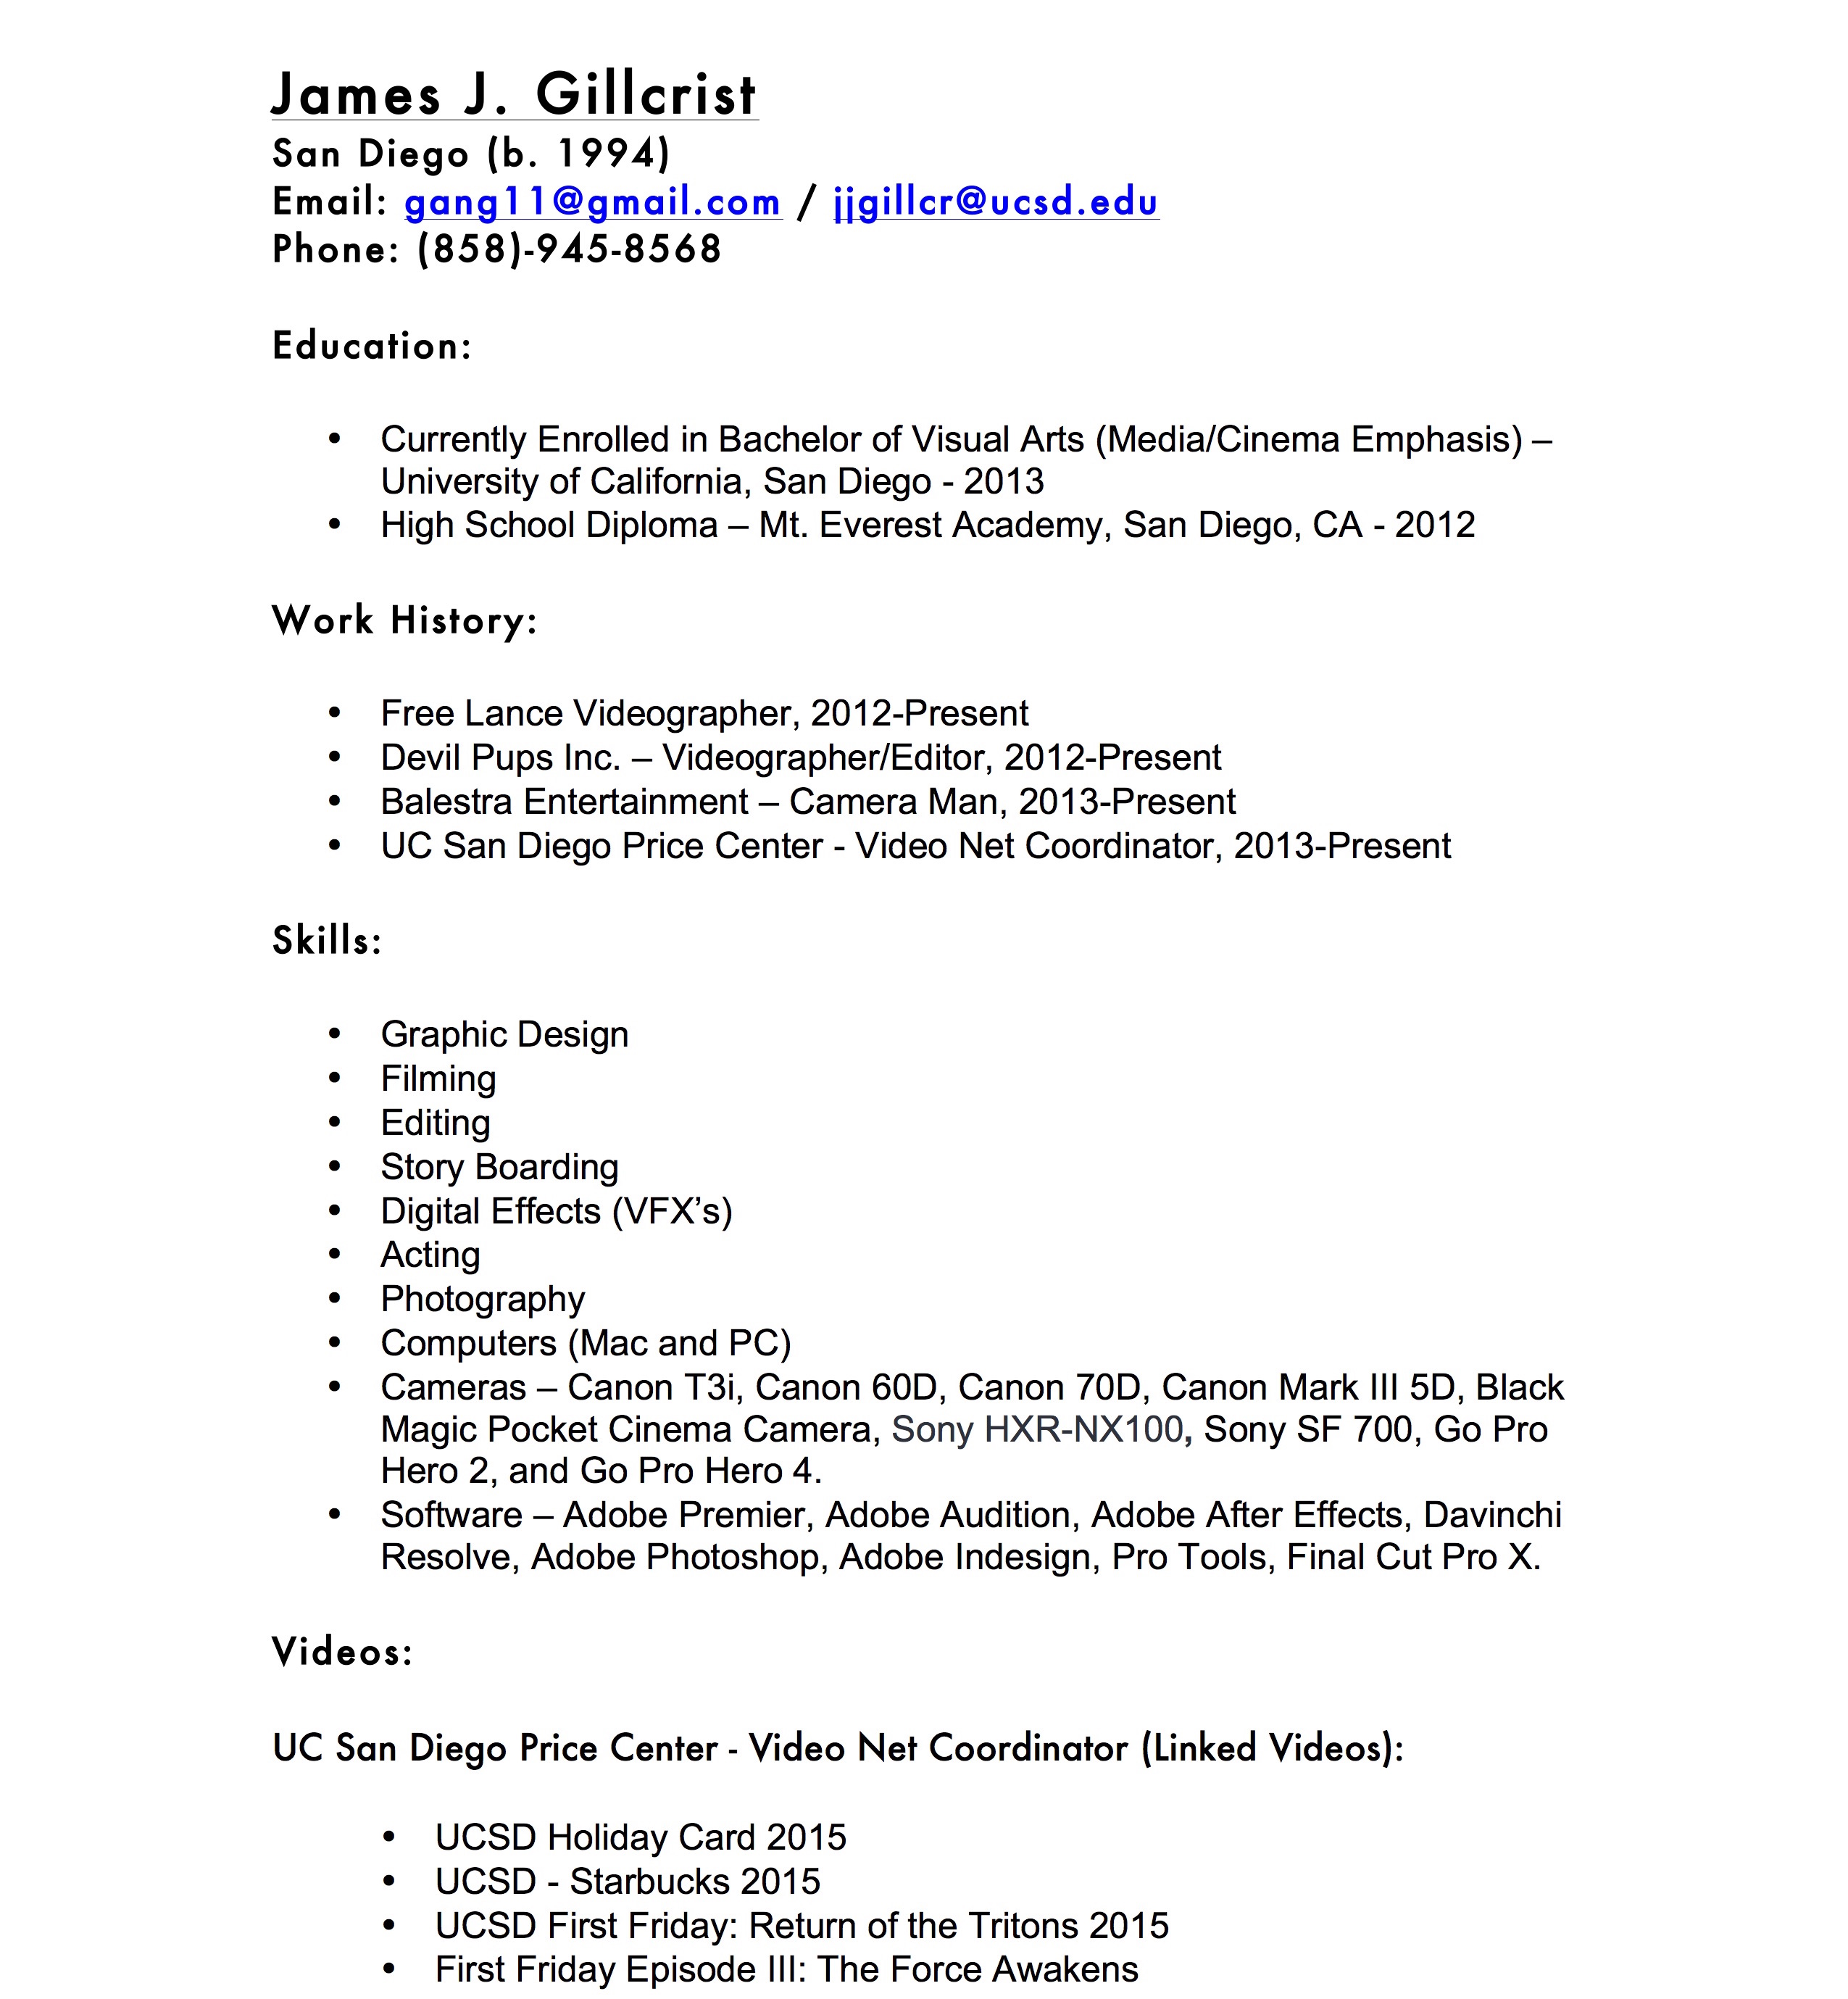 James J. Gillcrist
San Diego (b. 1994)
Email: gang11@gmail.com / jjgillcr@ucsd.edu
Phone: (858)-945-8568
Education:
• Currently Enrolled in Bachelor of Visual Arts (Media/Cinema Emphasis) –
University of California, San Diego - 2013
• High School Diploma – Mt. Everest Academy, San Diego, CA - 2012
Work History:
• Free Lance Videographer, 2012-Present
• Devil Pups Inc. – Videographer/Editor, 2012-Present
• Balestra Entertainment – Camera Man, 2013-Present
• UC San Diego Price Center - Video Net Coordinator, 2013-Present
Skills:
• Graphic Design
• Filming
• Editing
• Story Boarding
• Digital Effects (VFX’s)
• Acting
• Photography
• Computers (Mac and PC)
• Cameras – Canon T3i, Canon 60D, Canon 70D, Canon Mark III 5D, Black
Magic Pocket Cinema Camera, Sony HXR-NX100, Sony SF 700, Go Pro
Hero 2, and Go Pro Hero 4.
• Software – Adobe Premier, Adobe Audition, Adobe After Effects, Davinchi
Resolve, Adobe Photoshop, Adobe Indesign, Pro Tools, Final Cut Pro X.
Videos:
UC San Diego Price Center - Video Net Coordinator (Linked Videos):
• UCSD Holiday Card 2015
• UCSD - Starbucks 2015
• UCSD First Friday: Return of the Tritons 2015
• First Friday Episode III: The Force Awakens